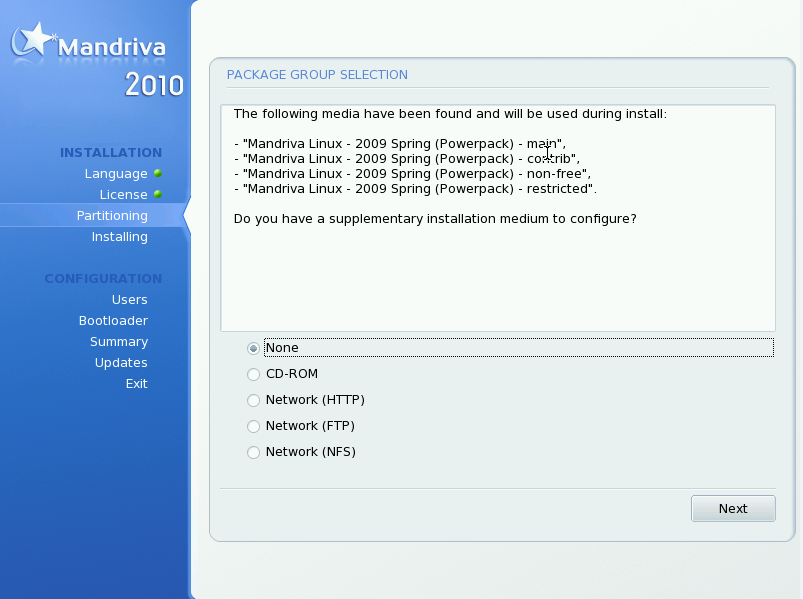 Mandriva
2010
INSTALLATION
Language
License
Partitioning
Installing
CONFIGURATION
Users
Bootloader
Summary
Updates
Exit
PACKAGE GROUP SELECTION
The following media have been found and will be used during install:
- "Mandriva Linux - 2009 Spring (Powerpack) - main",
- "Mandriva Linux - 2009 Spring (Powerpack) - contrib",
- "Mandriva Linux - 2009 Spring (Powerpack) - non-free",
- "Mandriva Linux - 2009 Spring (Powerpack) - restricted".
Do you have a supplementary installation medium to configure?
None
CD-ROM
Network (HTTP)
Network (FTP)
Network (NFS)
Next